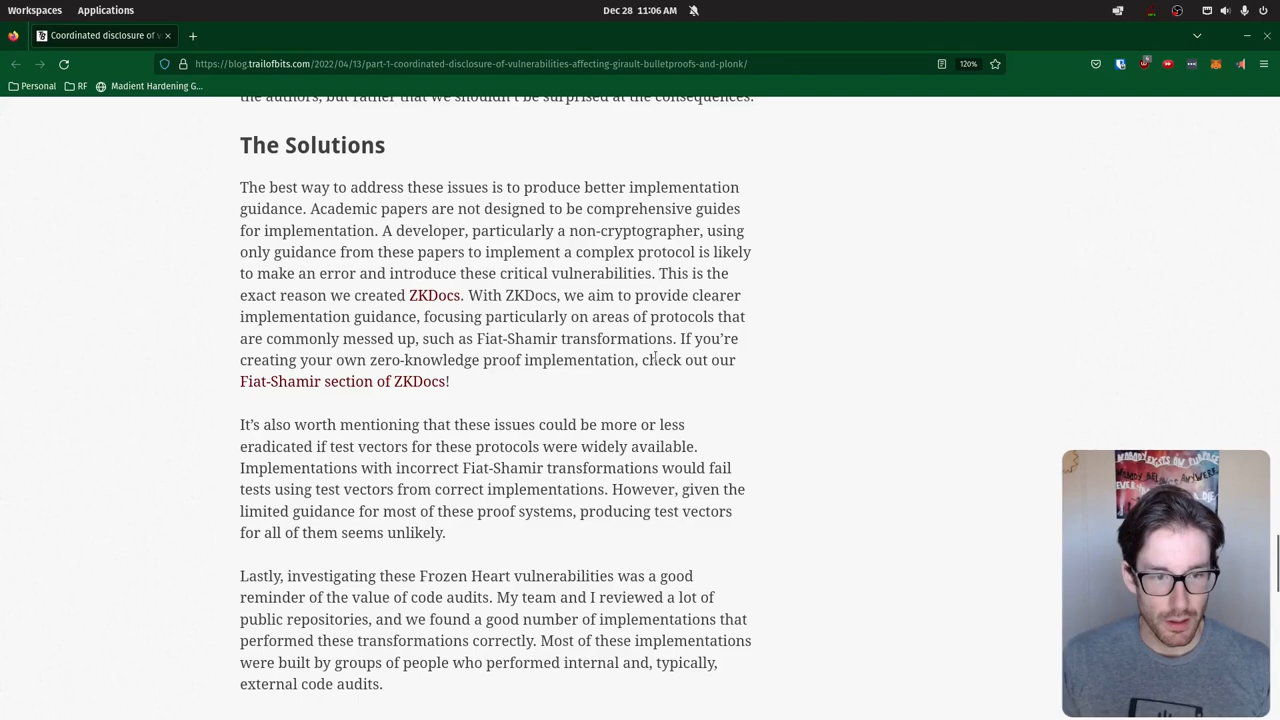 Workspaces Applications Dec 28 11:06 AM
Coordinated disclosure of v
https://blog.trailofbits.com/2022/04/13/part-1-coordinated-disclosure-of-vulnerabilities-affecting-girault-bulletproofs-and-plonk/ 120%
Personal RF Madient Hardening G...
the authors, but rather that we shouldn't be surprised at the consequences.
The Solutions
The best way to address these issues is to produce better implementation
guidance. Academic papers are not designed to be comprehensive guides
for implementation. A developer, particularly a non-cryptographer, using
only guidance from these papers to implement a complex protocol is likely
to make an error and introduce these critical vulnerabilities. This is the
exact reason we created ZKDocs. With ZKDocs, we aim to provide clearer
implementation guidance, focusing particularly on areas of protocols that
are commonly messed up, such as Fiat-Shamir transformations. If you’re
creating your own zero-knowledge proof implementation, check out our
Fiat-Shamir section of ZKDocs!
It’s also worth mentioning that these issues could be more or less
eradicated if test vectors for these protocols were widely available.
Implementations with incorrect Fiat-Shamir transformations would fail
tests using test vectors from correct implementations. However, given the
limited guidance for most of these proof systems, producing test vectors
for all of them seems unlikely.
Lastly, investigating these Frozen Heart vulnerabilities was a good
reminder of the value of code audits. My team and I reviewed a lot of
public repositories, and we found a good number of implementations that
performed these transformations correctly. Most of these implementations
were built by groups of people who performed internal and, typically,
external code audits.
NOBODY EXISTS ON PURPOSE